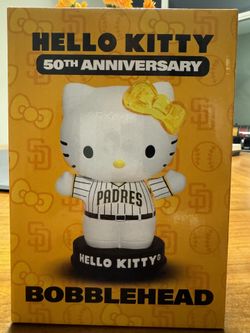 HELLO KITTY
50TH ANNIVERSARY
PADRES
HELLO KITTY®
BOBBLEHEAD